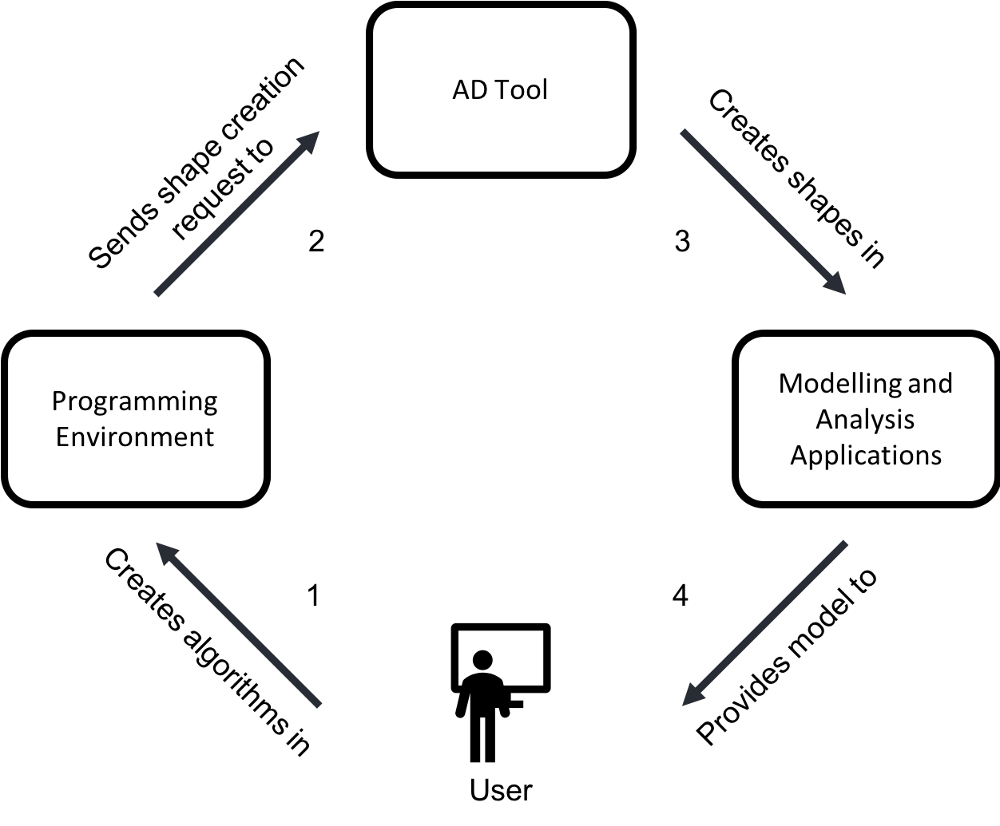 AD Tool
Sends shape creation
request to
Creates shapes in
2
3
Programming
Environment
Modelling and
Analysis
Applications
Creates algorithms in
1
4
Provides model to
User